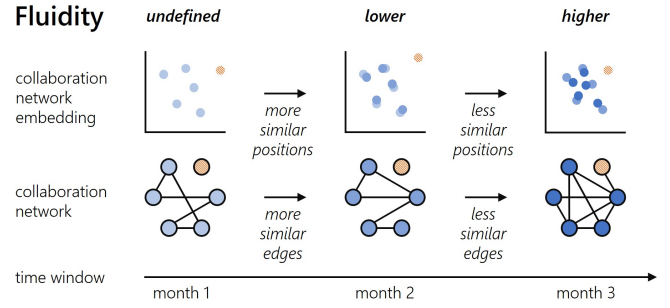 Fluidity
undefined
lower
higher
collaboration
network
embedding
more
similar
positions
less
similar
positions
collaboration
network
more
similar
edges
less
similar
edges
time window
month 1
month 2
month 3